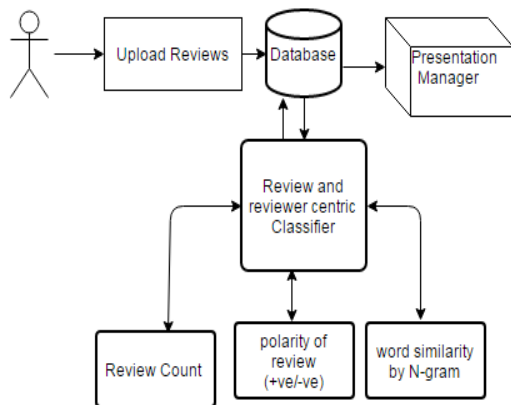 Upload Reviews
Database
Presentation
Manager
Review and
reviewer centric
Classifier
Review Count
polarity of
review
(+ve/-ve)
word similarity
by N-gram